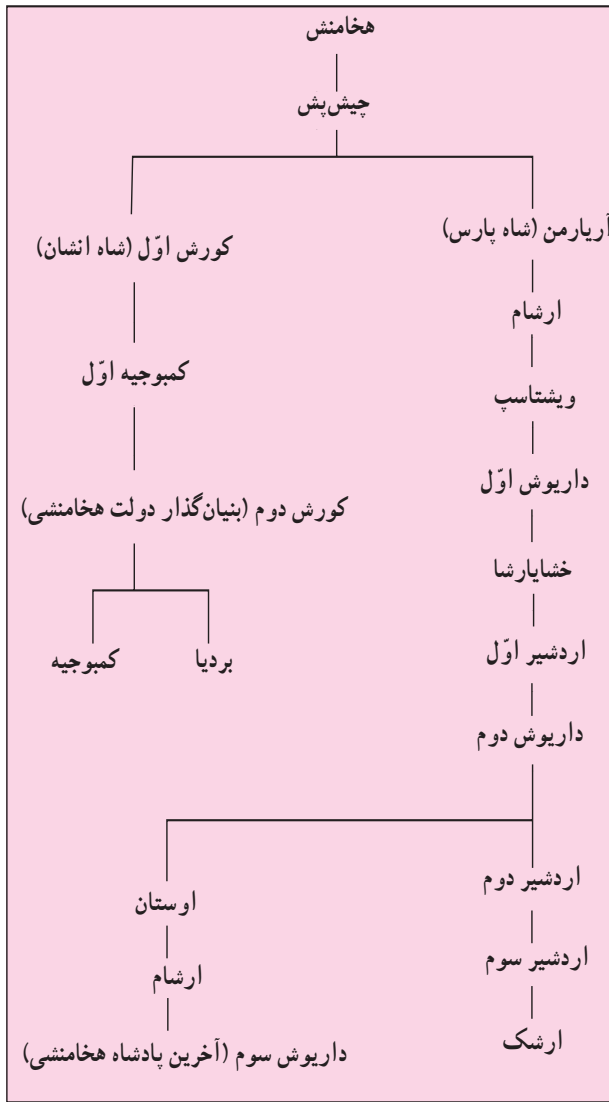 هخامنش
چیش‌پش
آریارمن (شاه پارس)
کورش اوّل (شاه انشان)
ارشام
کمبوجیه اوّل
ویشتاسپ
داریوش اوّل
کورش دوم (بنیان‌گذار دولت هخامنشی)
خشایارشا
اردشیر اوّل
بردیا
کمبوجیه
داریوش دوم
اردشیر دوم
اوستان
اردشیر سوم
ارشام
ارشک
داریوش سوم (آخرین پادشاه هخامنشی)